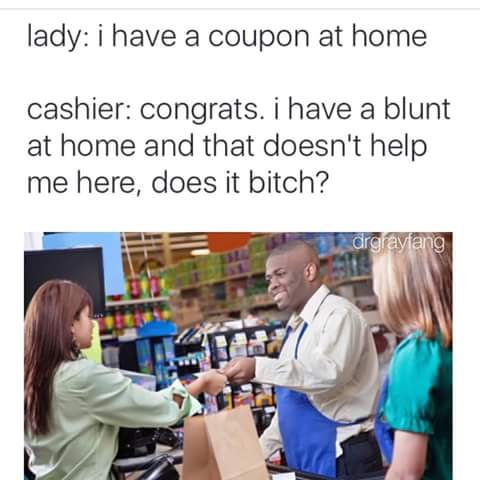 lady: i have a coupon at home
cashier: congrats. i have a blunt
at home and that doesn't help
me here, does it bitch?
drgrayfang